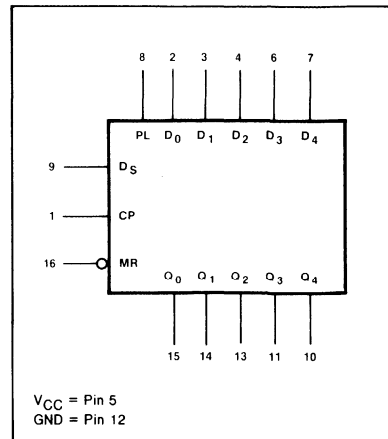 8 2 3 4 6 7
PL D0 D1 D2 D3 D4
9 DS
1 CP
16 MR
Q0 Q1 Q2 Q3 Q4
15 14 13 11 10
VCC = Pin 5
GND = Pin 12